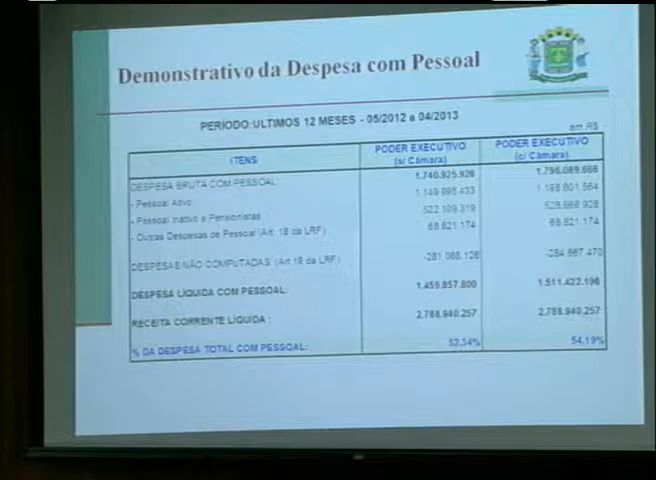 Demonstrativo da Despesa com Pessoal
PERÍODO:ULTIMOS 12 MESES - 05/2012 a 04/2013
em R$
ITENS PODER EXECUTIVO (s/ Câmara) PODER EXECUTIVO (c/ Câmara)
DESPESA BRUTA COM PESSOAL: 1.740.925.926 1.796.089.666
- Pessoal Ativo 1.149.995.433 1.198.601.564
- Pessoal Inativo e Pensionistas 522.109.319 528.666.928
- Outras Despesas de Pessoal (Art. 18 da LRF) 68.821.174 68.821.174
DESPESAS NÃO COMPUTADAS: (Art 19 da LRF) -281.068.126 -284.667.470
DESPESA LÍQUIDA COM PESSOAL: 1.459.857.800 1.511.422.196
RECEITA CORRENTE LÍQUIDA : 2.788.940.257 2.788.940.257
% DA DESPESA TOTAL COM PESSOAL: 52,34% 54,19%